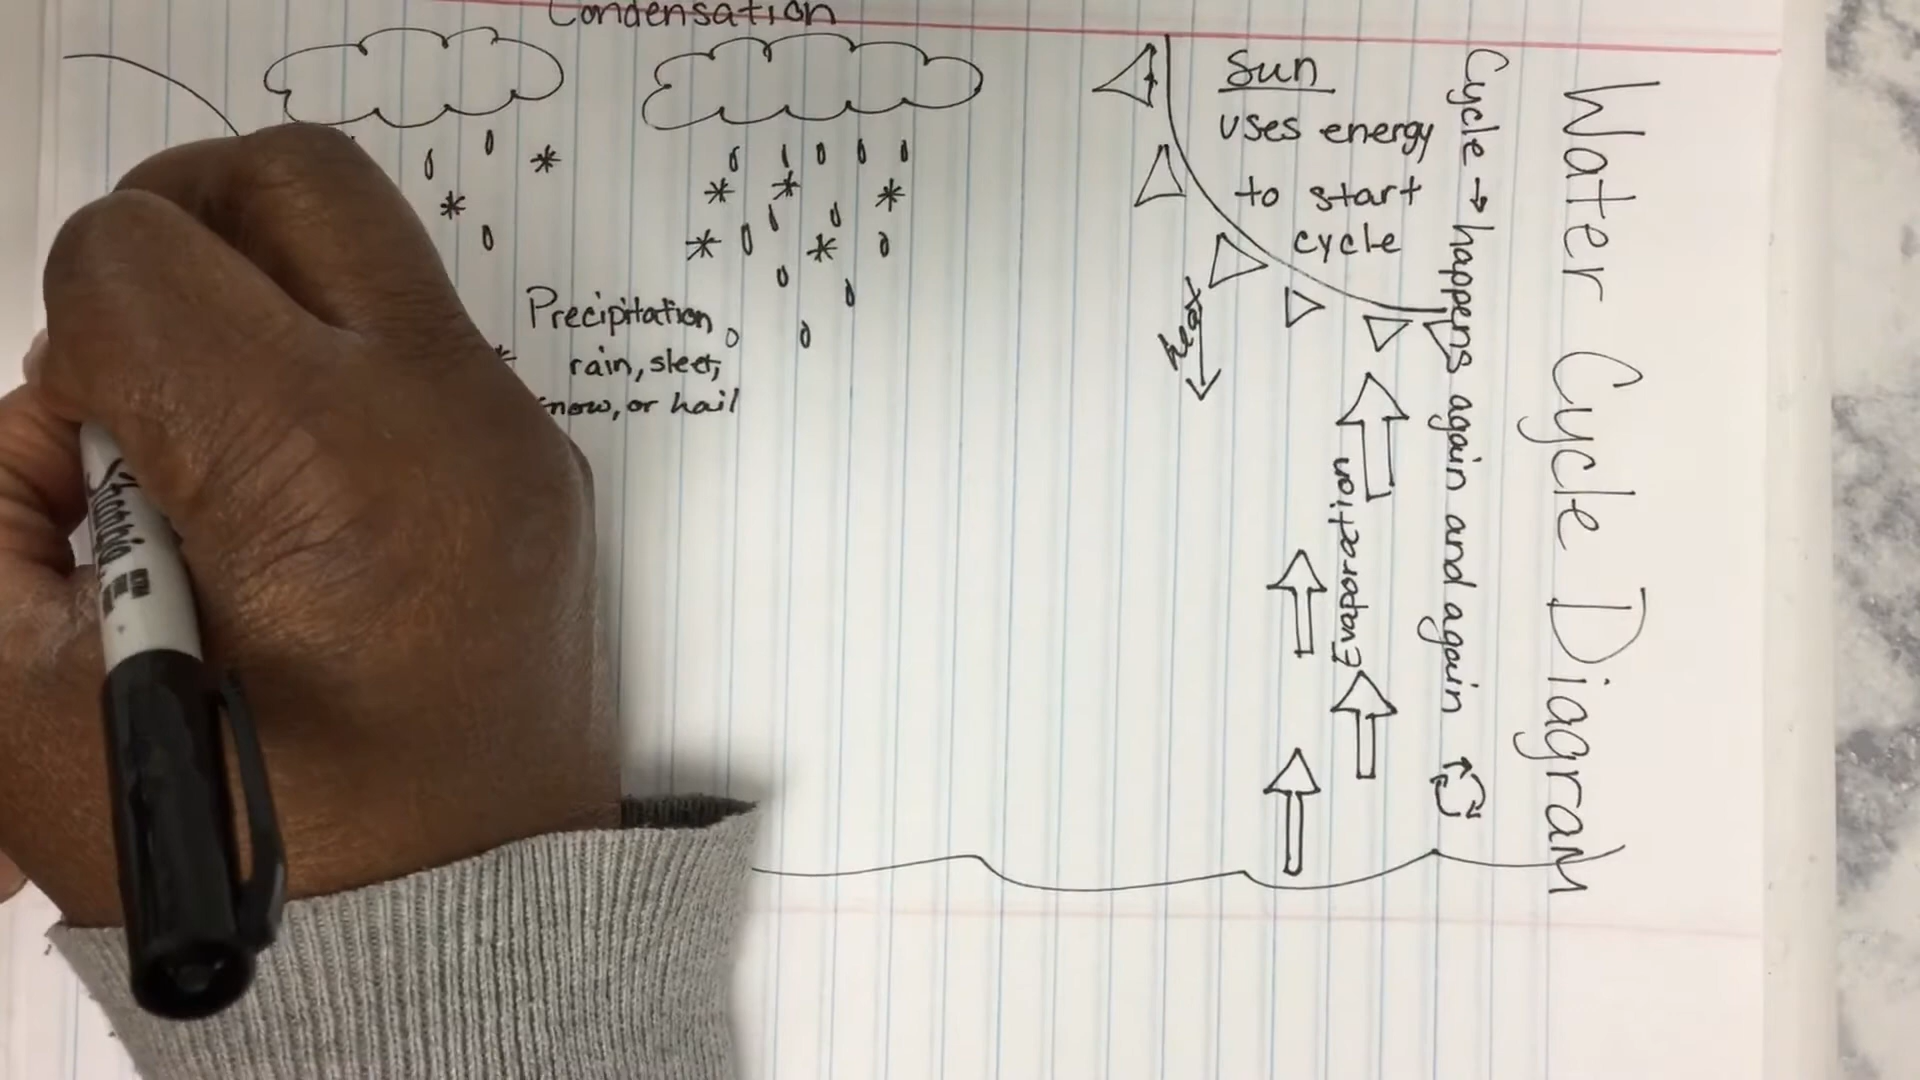 Condensation
Sun
uses energy
to start
cycle
Cycle → happens again and again
Water Cycle Diagram
heat
Evaporation
Precipitation
rain, sleet,
snow, or hail
Sharpie